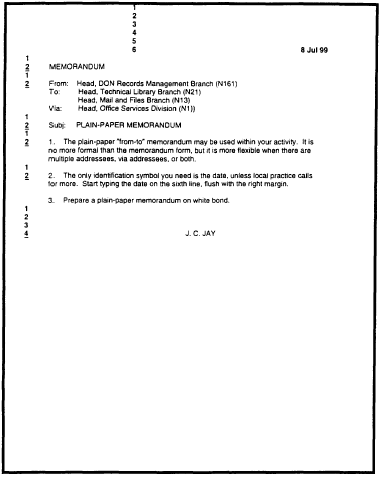 1
2
3
4
5
6 8 Jul 99
1
2 MEMORANDUM
1
2 From: Head, DON Records Management Branch (N161)
To: Head, Technical Library Branch (N21)
Head, Mail and Files Branch (N13)
Via: Head, Office Services Division (N1))
1
2 Subj: PLAIN-PAPER MEMORANDUM
1
2 1. The plain-paper "from-to" memorandum may be used within your activity. It is
no more formal than the memorandum form, but it is more flexible when there are
multiple addressees, via addresses, or both.
1
2 2. The only identification symbol you need is the date, unless local practice calls
for more. Start typing the date on the sixth line, flush with the right margin.
3. Prepare a plain-paper memorandum on white bond.
1
2
3
4 J. C. JAY